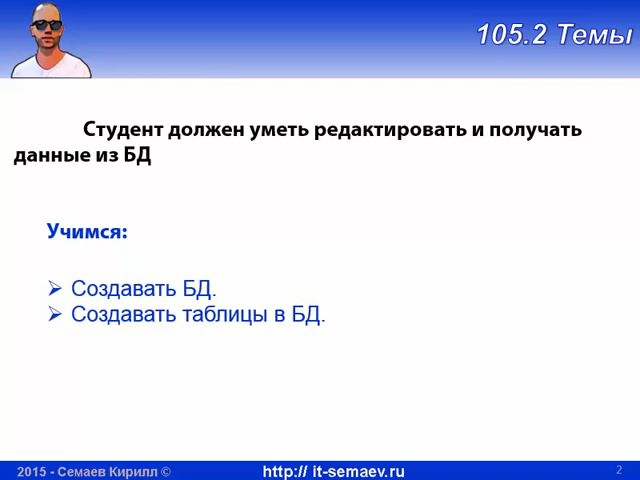 105.2 Темы
Студент должен уметь редактировать и получать
данные из БД
Учимся:
Создавать БД.
Создавать таблицы в БД.
2015 - Семаев Кирилл ©
http:// it-semaev.ru
2